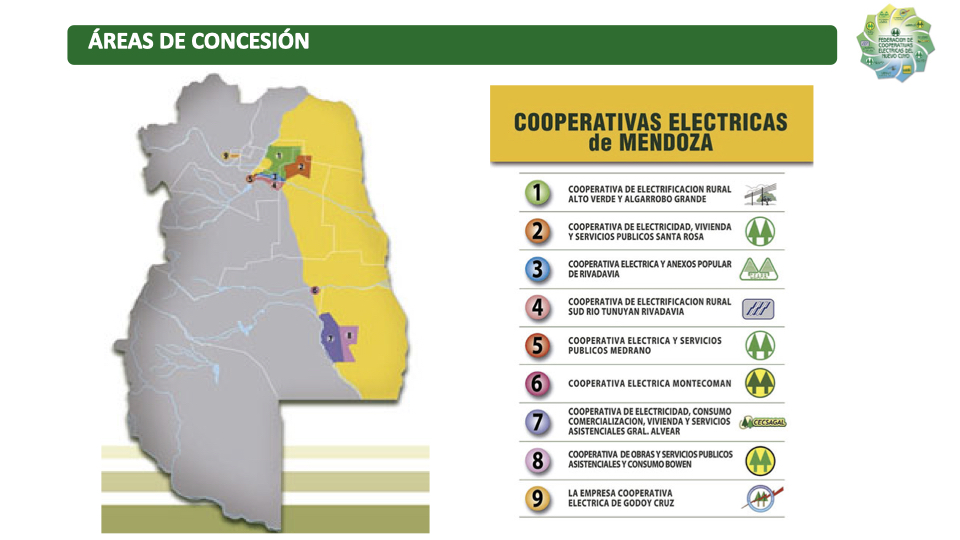 ÁREAS DE CONCESIÓN
FEDERACION DE
COOPERATIVAS
ELECTRICAS DEL
NUEVO CUYO
COOPERATIVAS ELECTRICAS
de MENDOZA
1 COOPERATIVA DE ELECTRIFICACION RURAL
ALTO VERDE Y ALGARROBO GRANDE
2 COOPERATIVA DE ELECTRICIDAD, VIVIENDA
Y SERVICIOS PUBLICOS SANTA ROSA
3 COOPERATIVA ELECTRICA Y ANEXOS POPULAR
DE RIVADAVIA
4 COOPERATIVA DE ELECTRIFICACION RURAL
SUD RIO TUNUYAN RIVADAVIA
5 COOPERATIVA ELECTRICA Y SERVICIOS
PUBLICOS MEDRANO
6 COOPERATIVA ELECTRICA MONTECOMAN
7 COOPERATIVA DE ELECTRICIDAD, CONSUMO
COMERCIALIZACION, VIVIENDA Y SERVICIOS
ASISTENCIALES GRAL. ALVEAR
CECSAGAL
8 COOPERATIVA DE OBRAS Y SERVICIOS PUBLICOS
ASISTENCIALES Y CONSUMO BOWEN
9 LA EMPRESA COOPERATIVA
ELECTRICA DE GODOY CRUZ
9
1
2
5
3
4
6
7
8